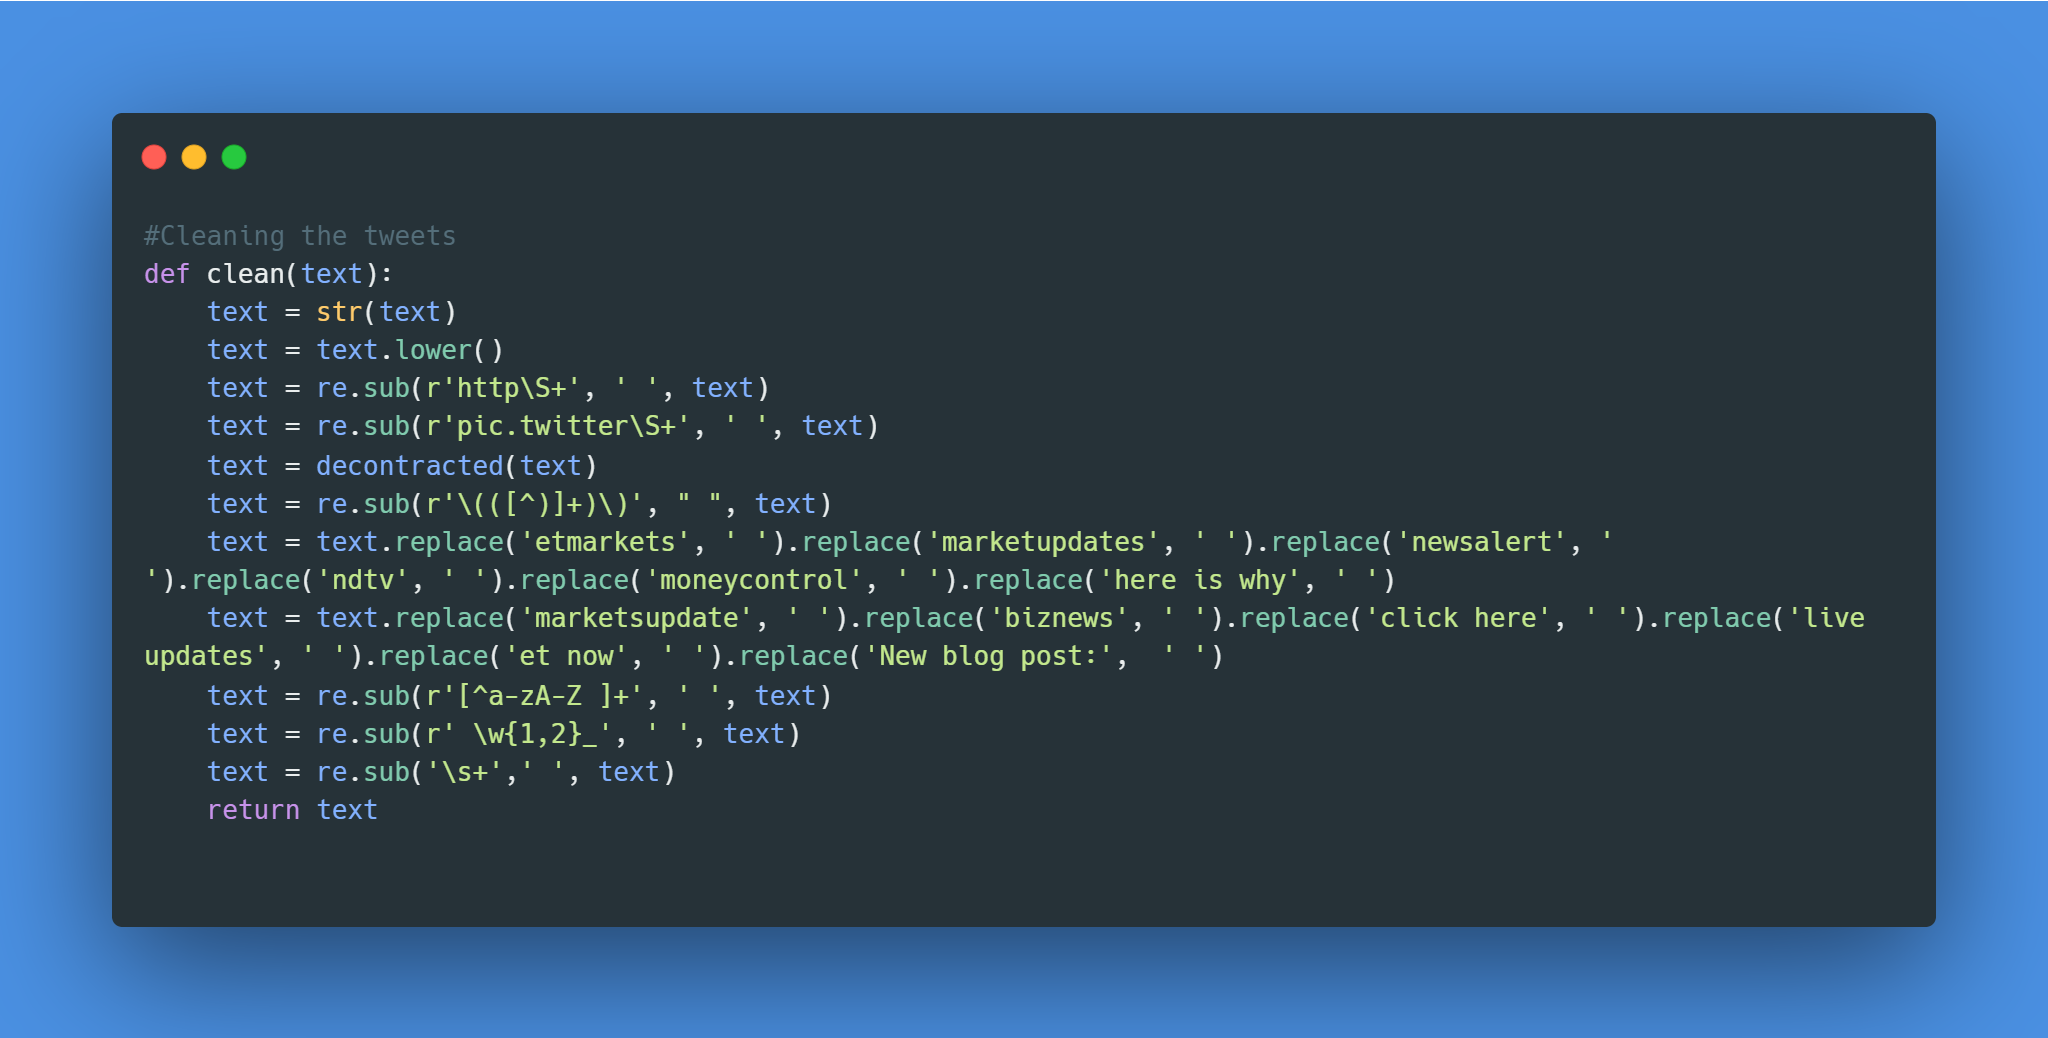 #Cleaning the tweets
def clean(text):
    text = str(text)
    text = text.lower()
    text = re.sub(r'http\S+', ' ', text)
    text = re.sub(r'pic.twitter\S+', ' ', text)
    text = decontracted(text)
    text = re.sub(r'\(([^)]+)\)', " ", text)
    text = text.replace('etmarkets', ' ').replace('marketupdates', ' ').replace('newsalert', '
').replace('ndtv', ' ').replace('moneycontrol', ' ').replace('here is why', ' ')
    text = text.replace('marketsupdate', ' ').replace('biznews', ' ').replace('click here', ' ').replace('live
updates', ' ').replace('et now', ' ').replace('New blog post:',  ' ')
    text = re.sub(r'[^a-zA-Z ]+', ' ', text)
    text = re.sub(r' \w{1,2}_', ' ', text)
    text = re.sub('\s+',' ', text)
    return text